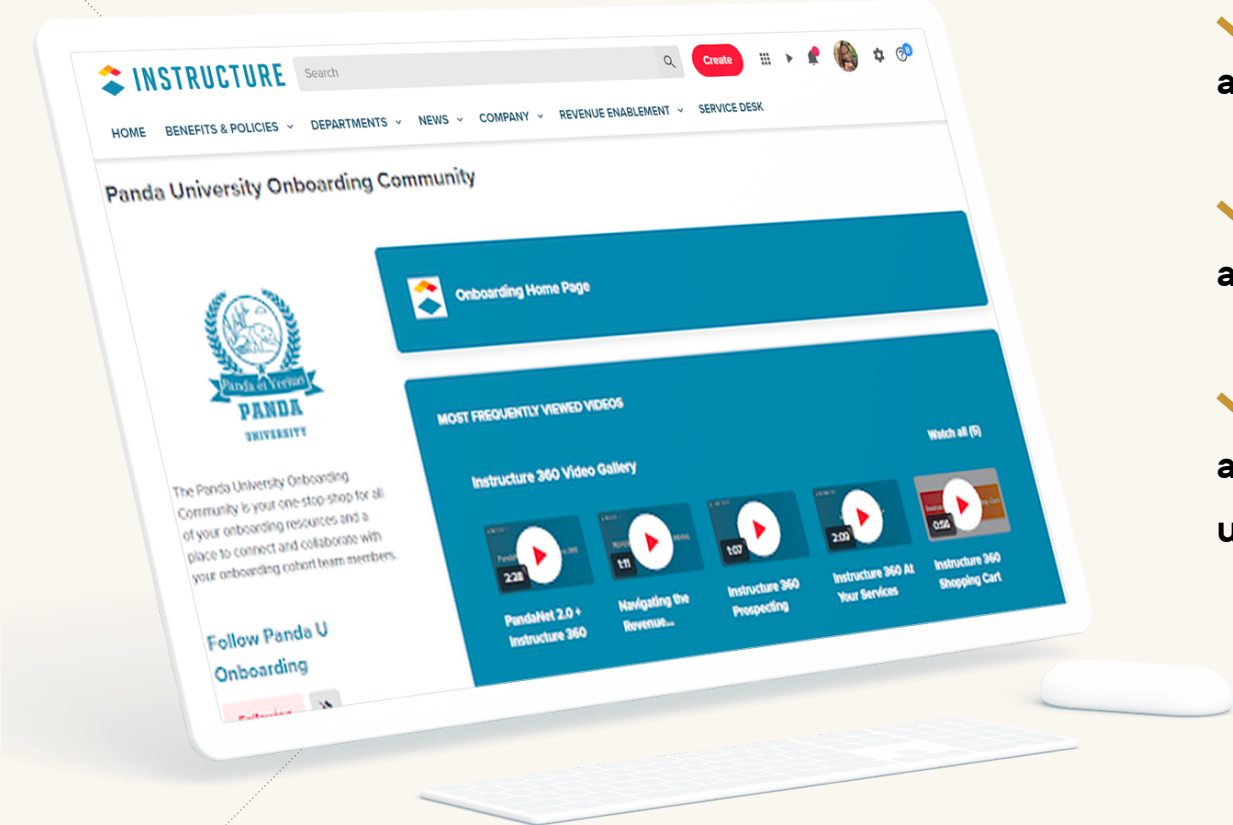 INSTRUCTURE
Search
Create
8
HOME BENEFITS & POLICIES DEPARTMENTS NEWS COMPANY REVENUE ENABLEMENT SERVICE DESK
Panda University Onboarding Community
Panda et Veritas
PANDA
UNIVERSITY
The Panda University Onboarding
Community is your one-stop-shop for all
of your onboarding resources and a
place to connect and collaborate with
your onboarding cohort team members.
Follow Panda U
Onboarding
Following
Onboarding Home Page
MOST FREQUENTLY VIEWED VIDEOS
Watch all (5)
Instructure 360 Video Gallery
2:28
PandaNet 2.0 +
Instructure 360
1:11
Navigating the
Revenue...
1:07
Instructure 360
Prospecting
2:09
Instructure 360 At
Your Services
0:56
Instructure 360
Shopping Cart
a
a
a
u